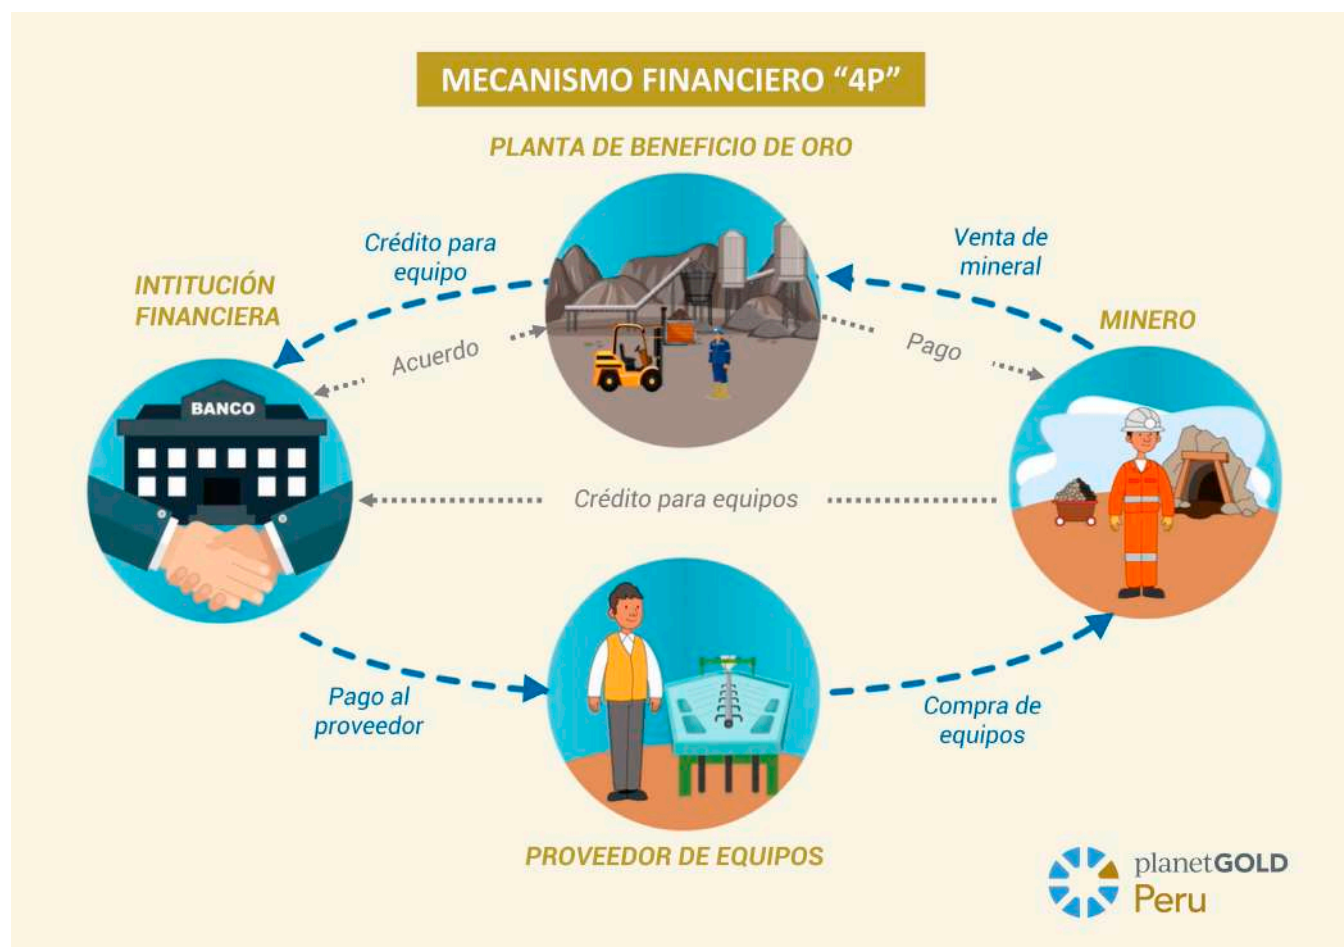 MECANISMO FINANCIERO “4P”
PLANTA DE BENEFICIO DE ORO
Crédito para
equipo
Venta de
mineral
INTITUCIÓN
FINANCIERA
MINERO
Acuerdo
Pago
BANCO
Crédito para equipos
Pago al
proveedor
Compra de
equipos
PROVEEDOR DE EQUIPOS
planetGOLD
Peru